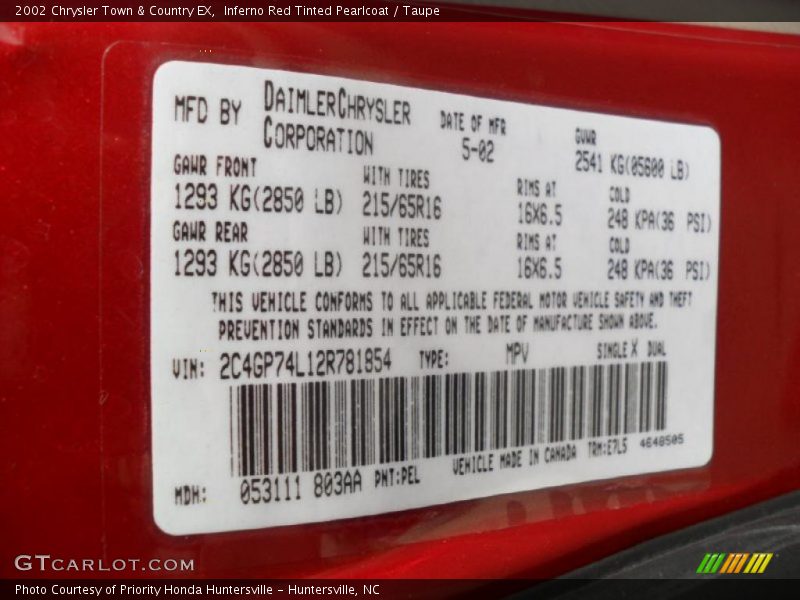 2002 Chrysler Town & Country EX, Inferno Red Tinted Pearlcoat / Taupe
MFD BY DAIMLERCHRYSLER CORPORATION
DATE OF MFR 5-02
GVWR 2541 KG(05600 LB)
GAWR FRONT WITH TIRES RIMS AT COLD
1293 KG(2850 LB) 215/65R16 16X6.5 248 KPA(36 PSI)
GAWR REAR WITH TIRES RIMS AT COLD
1293 KG(2850 LB) 215/65R16 16X6.5 248 KPA(36 PSI)
THIS VEHICLE CONFORMS TO ALL APPLICABLE FEDERAL MOTOR VEHICLE SAFETY AND THEFT
PREVENTION STANDARDS IN EFFECT ON THE DATE OF MANUFACTURE SHOWN ABOVE.
VIN: 2C4GP74L12R781854 TYPE: MPV SINGLE X DUAL
MDH: 053111 803AA PNT:PEL VEHICLE MADE IN CANADA TRM:E7L5 4648505
GTCARLOT.COM
Photo Courtesy of Priority Honda Huntersville - Huntersville, NC